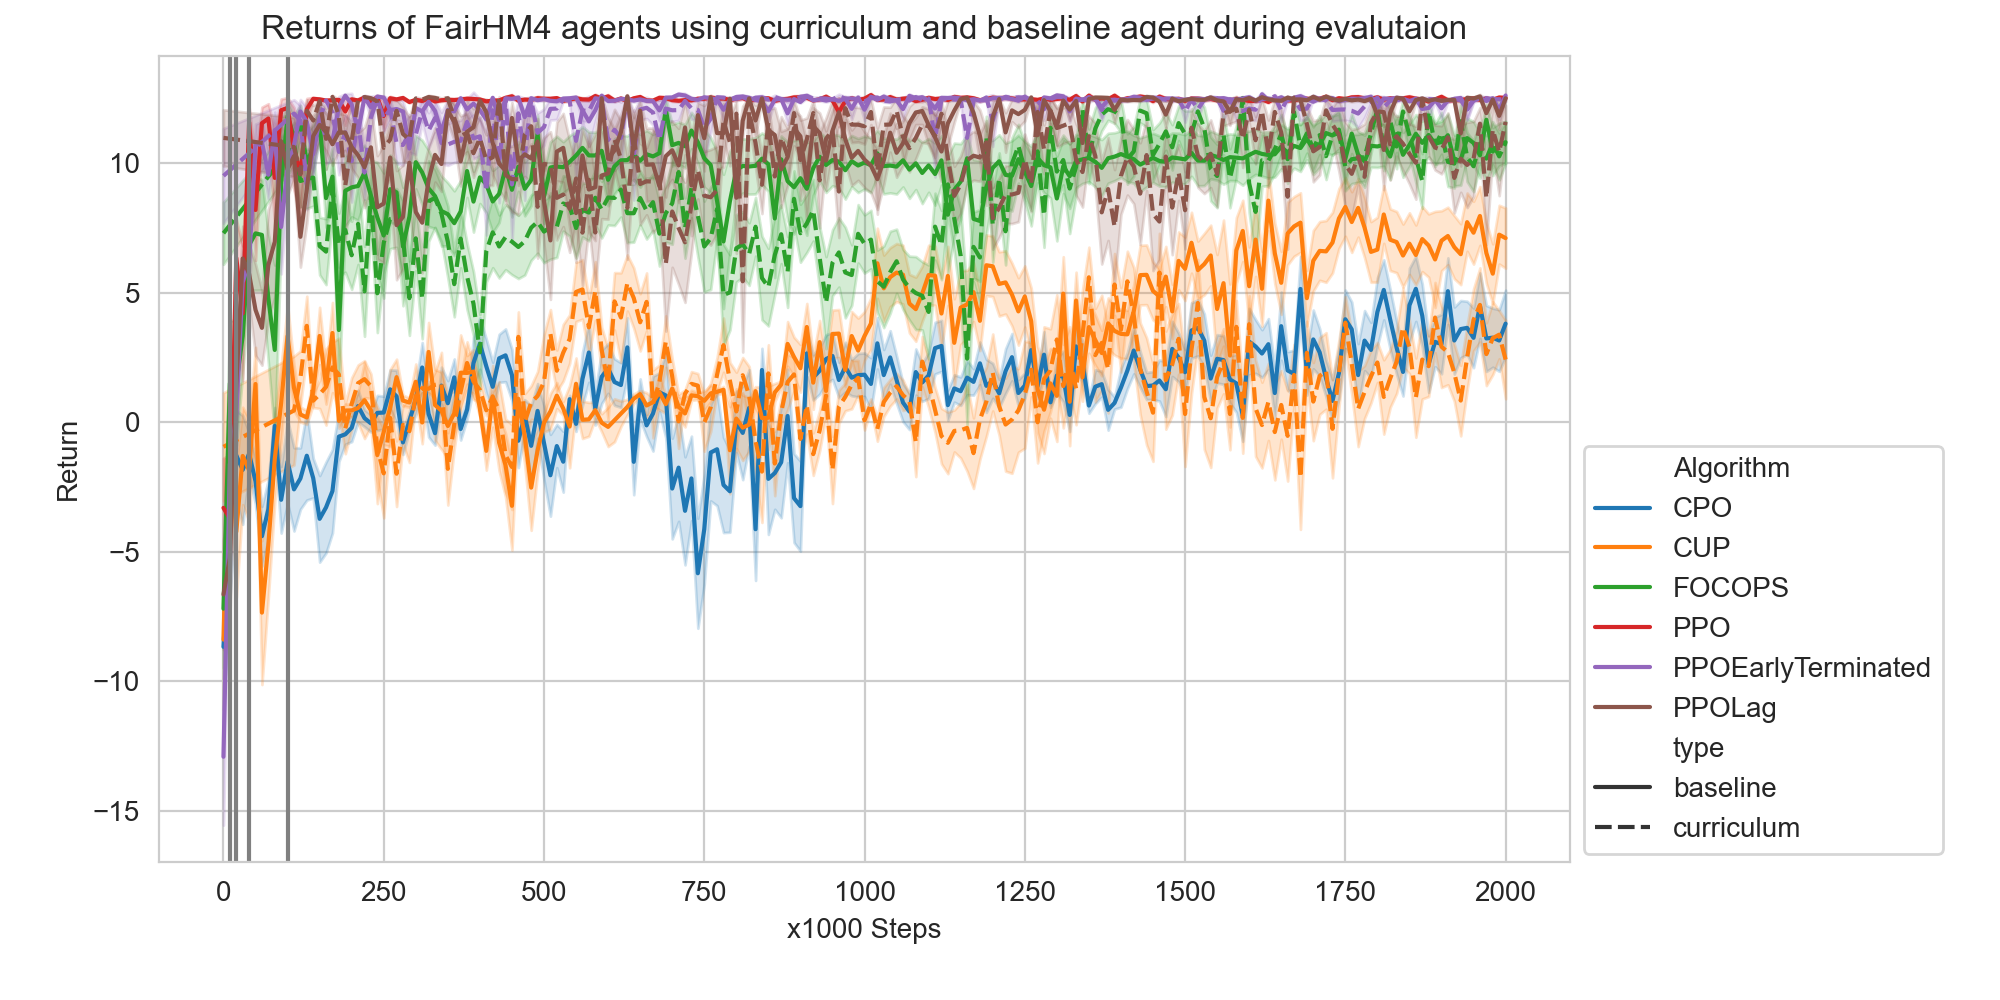 Returns of FairHM4 agents using curriculum and baseline agent during evalutaion
Return
10
5
0
−5
−10
−15
0 250 500 750 1000 1250 1500 1750 2000
x1000 Steps
Algorithm
CPO
CUP
FOCOPS
PPO
PPOEarlyTerminated
PPOLag
type
baseline
curriculum